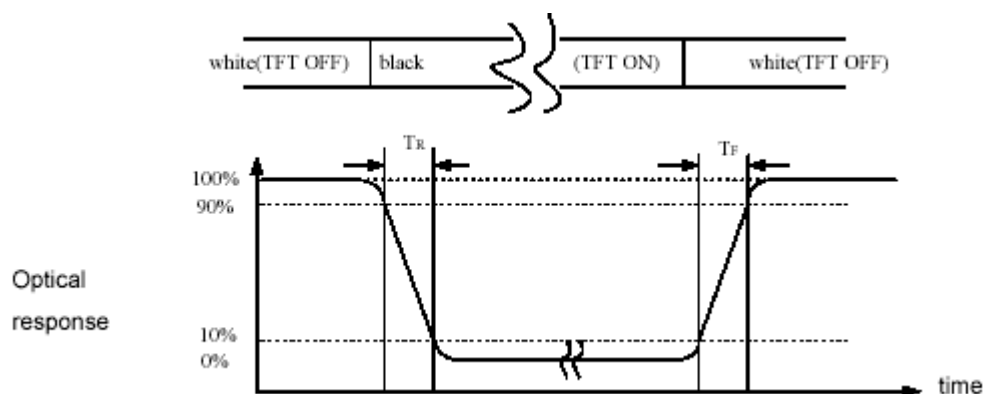 white(TFT OFF) black (TFT ON) white(TFT OFF)
TR TF
100%
90%
Optical
response
10%
0%
time